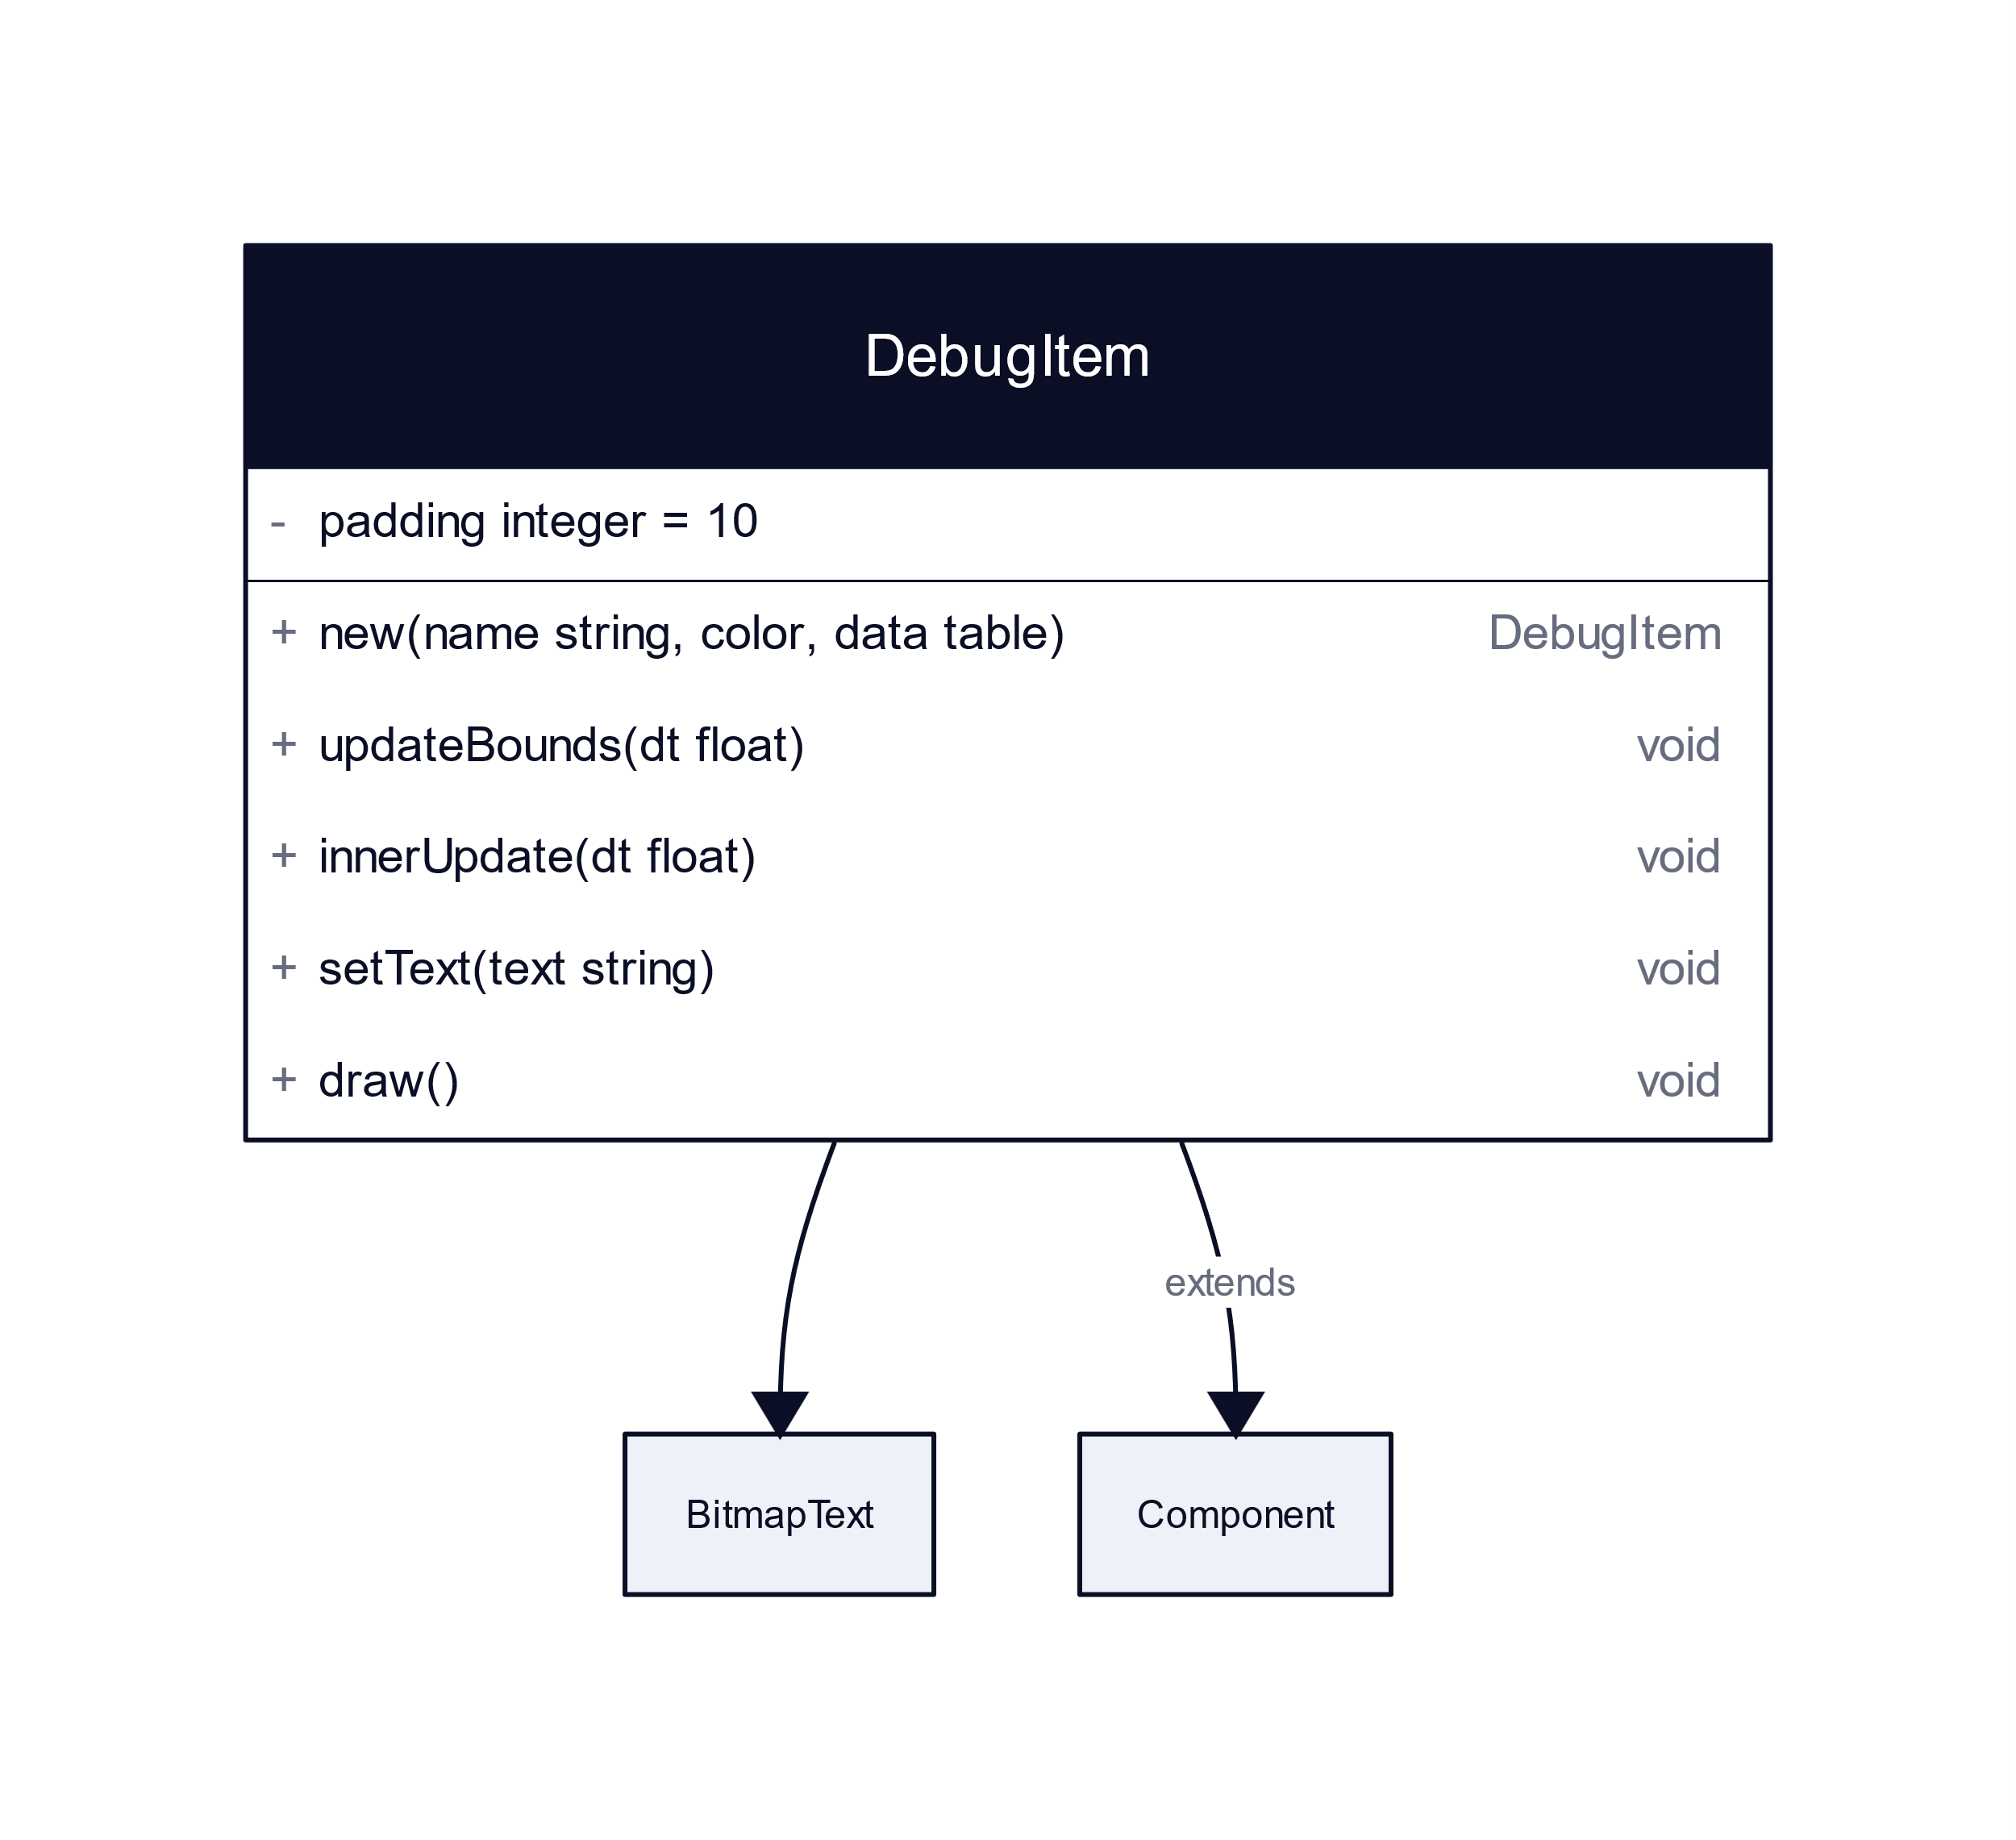 DebugItem
- padding integer = 10
+ new(name string, color, data table) DebugItem
+ updateBounds(dt float) void
+ innerUpdate(dt float) void
+ setText(text string) void
+ draw() void
extends
BitmapText Component